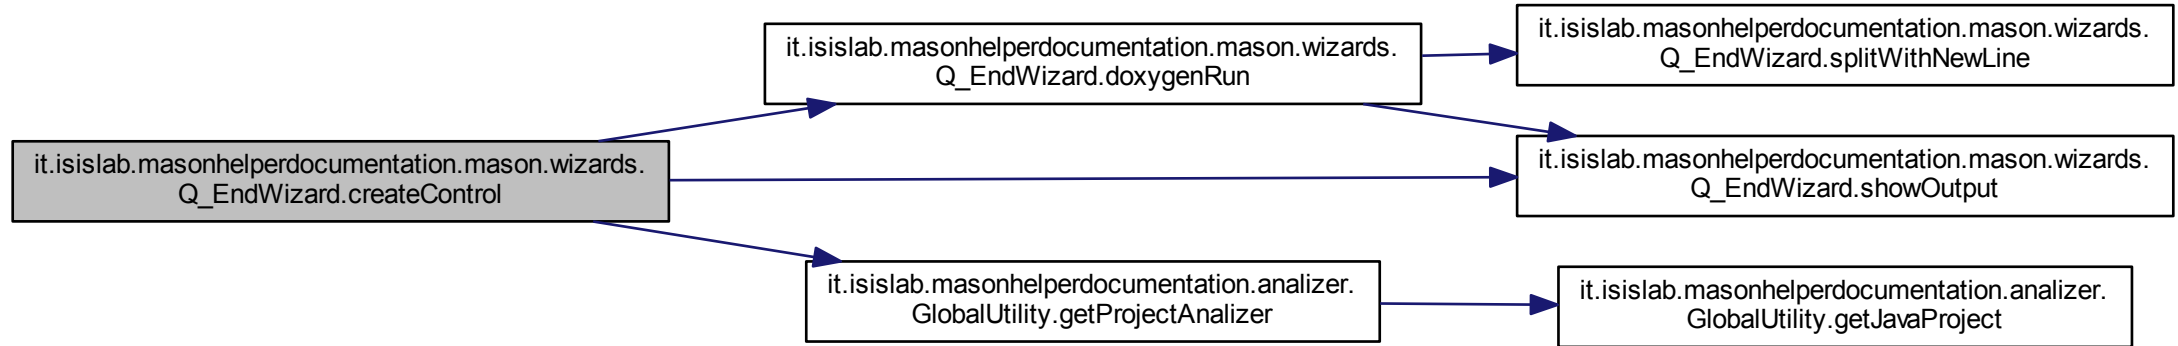 it.isislab.masonhelperdocumentation.mason.wizards.
Q_EndWizard.createControl
it.isislab.masonhelperdocumentation.mason.wizards.
Q_EndWizard.doxygenRun
it.isislab.masonhelperdocumentation.mason.wizards.
Q_EndWizard.splitWithNewLine
it.isislab.masonhelperdocumentation.mason.wizards.
Q_EndWizard.showOutput
it.isislab.masonhelperdocumentation.analizer.
GlobalUtility.getProjectAnalizer
it.isislab.masonhelperdocumentation.analizer.
GlobalUtility.getJavaProject